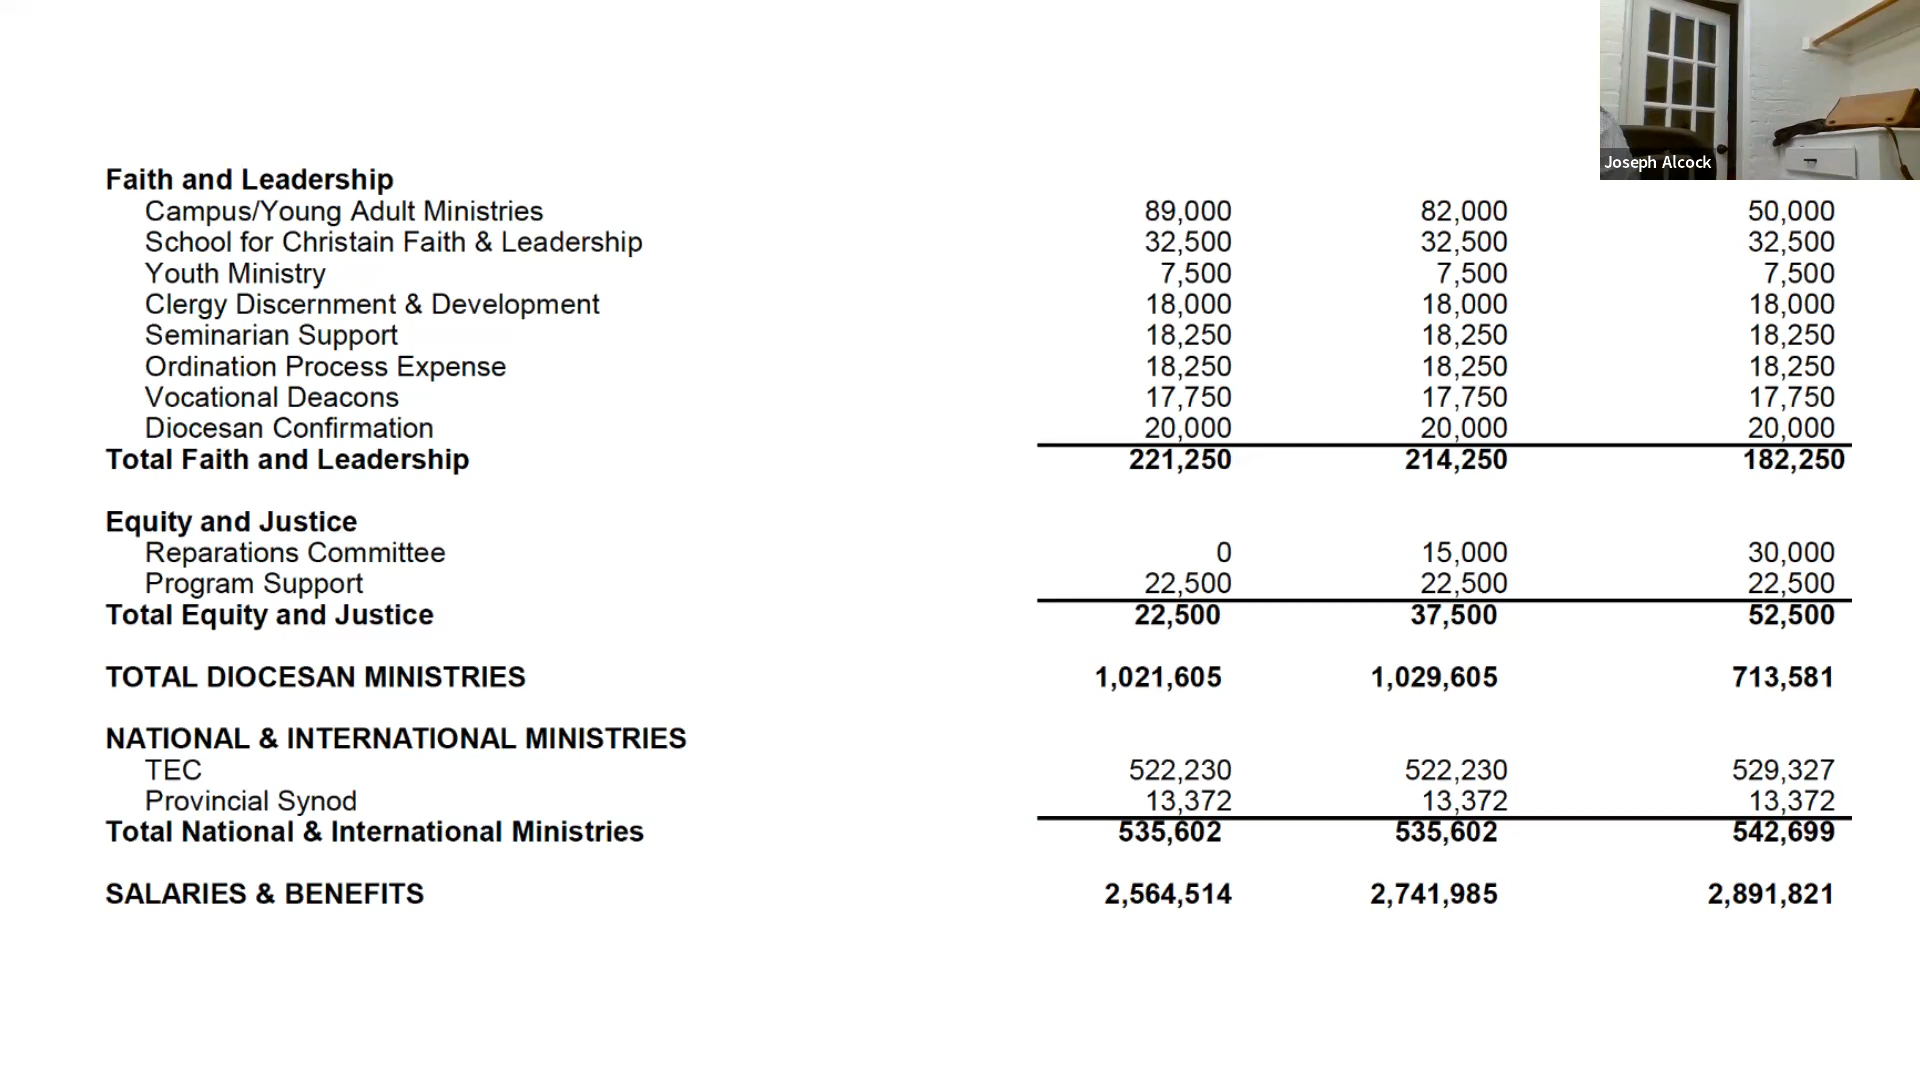 Joseph Alcock
Faith and Leadership
Campus/Young Adult Ministries 89,000 82,000 50,000
School for Christain Faith & Leadership 32,500 32,500 32,500
Youth Ministry 7,500 7,500 7,500
Clergy Discernment & Development 18,000 18,000 18,000
Seminarian Support 18,250 18,250 18,250
Ordination Process Expense 18,250 18,250 18,250
Vocational Deacons 17,750 17,750 17,750
Diocesan Confirmation 20,000 20,000 20,000
Total Faith and Leadership 221,250 214,250 182,250
Equity and Justice
Reparations Committee 0 15,000 30,000
Program Support 22,500 22,500 22,500
Total Equity and Justice 22,500 37,500 52,500
TOTAL DIOCESAN MINISTRIES 1,021,605 1,029,605 713,581
NATIONAL & INTERNATIONAL MINISTRIES
TEC 522,230 522,230 529,327
Provincial Synod 13,372 13,372 13,372
Total National & International Ministries 535,602 535,602 542,699
SALARIES & BENEFITS 2,564,514 2,741,985 2,891,821